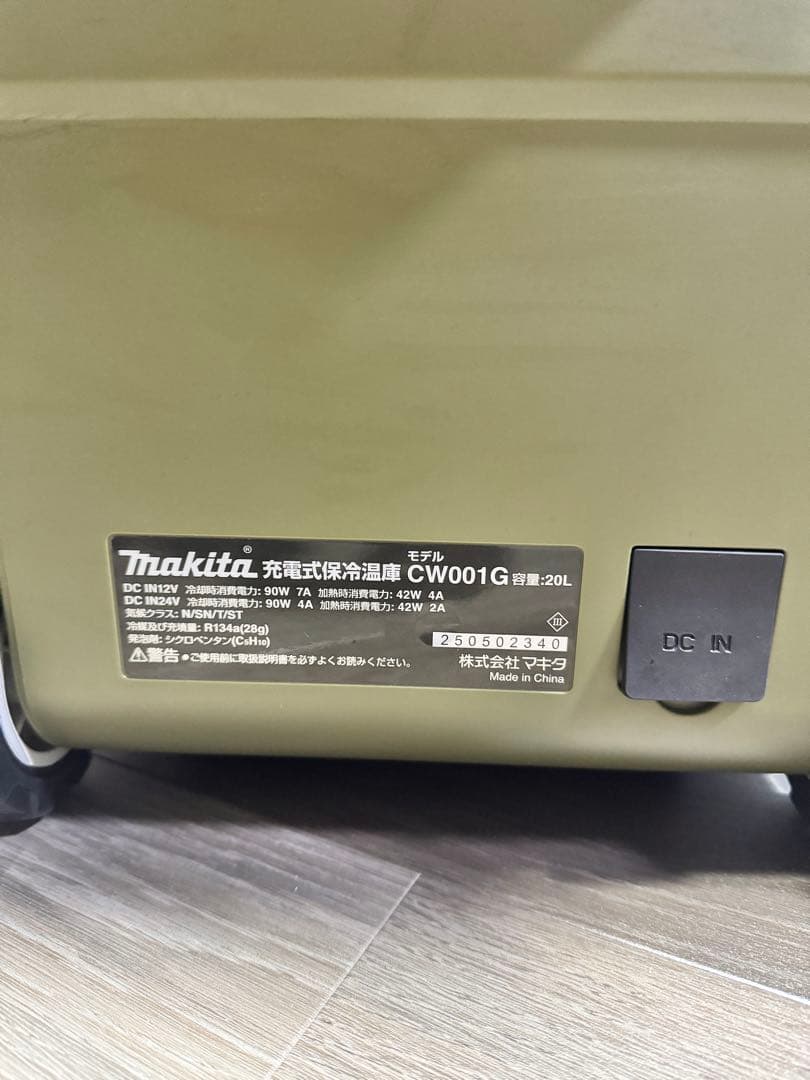 makita® 充電式保冷温庫 モデル CW001G 容量:20L
DC IN12V 冷却時消費電力: 90W 7A 加熱時消費電力: 42W 4A
DC IN24V 冷却時消費電力: 90W 4A 加熱時消費電力: 42W 2A
気候クラス: N/SN/T/ST
冷媒及び充填量: R134a(28g)
発泡剤: シクロペンタン(C5H10)
250502340
⚠警告 ●ご使用前に取扱説明書を必ずよくお読みください。
株式会社 マキタ
Made in China
DC IN